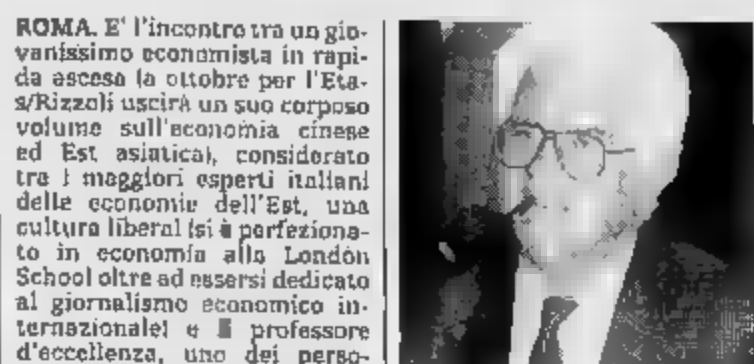 ROMA. E' l'incontro tra un gio-
vanissimo economista in rapi-
da ascesa (a ottobre per l'Eta-
s/Rizzoli uscirà un suo corposo
volume sull'economia cinese
ed Est asiatica), considerato
tra i maggiori esperti italiani
delle economie dell'Est, una
cultura liberal (si è perfeziona-
to in economia alla London
School oltre ad essersi dedicato
al giornalismo economico in-
ternazionale) e il professore
d'eccellenza, uno dei perso-